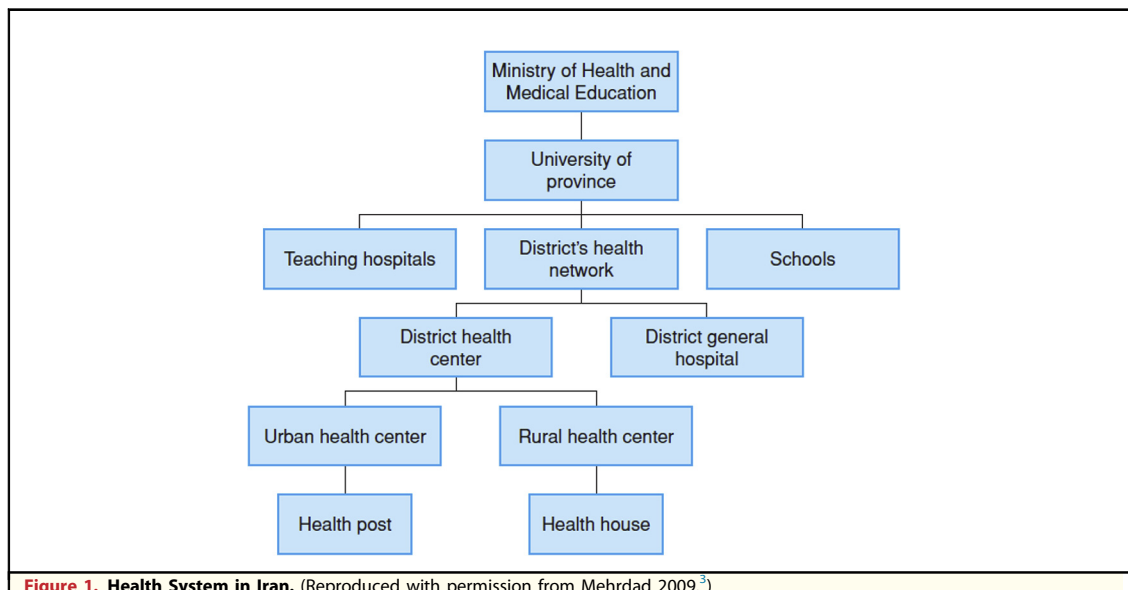 Ministry of Health and
Medical Education
University of
province
Teaching hospitals
District's health
network
Schools
District health
center
District general
hospital
Urban health center
Rural health center
Health post
Health house
Figure 1. Health System in Iran. (Reproduced with permission from Mehrdad 2009.3)